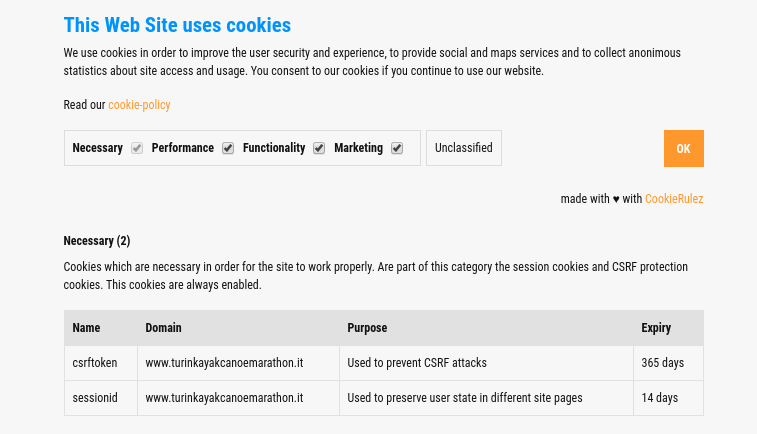 This Web Site uses cookies
We use cookies in order to improve the user security and experience, to provide social and maps services and to collect anonimous
statistics about site access and usage. You consent to our cookies if you continue to use our website.
Read our cookie-policy
Necessary Performance Functionality Marketing Unclassified OK
made with ♥ with CookieRulez
Necessary (2)
Cookies which are necessary in order for the site to work properly. Are part of this category the session cookies and CSRF protection
cookies. This cookies are always enabled.
Name Domain Purpose Expiry
csrftoken www.turinkayakcanoemarathon.it Used to prevent CSRF attacks 365 days
sessionid www.turinkayakcanoemarathon.it Used to preserve user state in different site pages 14 days